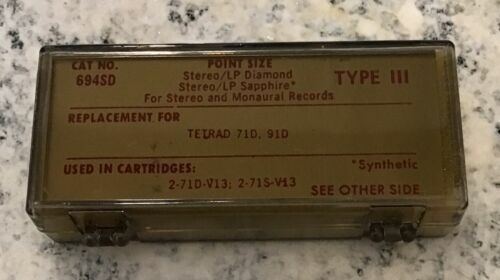 CAT NO.
694SD
POINT SIZE
Stereo/LP Diamond
Stereo/LP Sapphire*
For Stereo and Monaural Records
TYPE III
REPLACEMENT FOR
TETRAD 71D, 91D
USED IN CARTRIDGES:
2-71D-V13; 2-71S-V13
*Synthetic
SEE OTHER SIDE